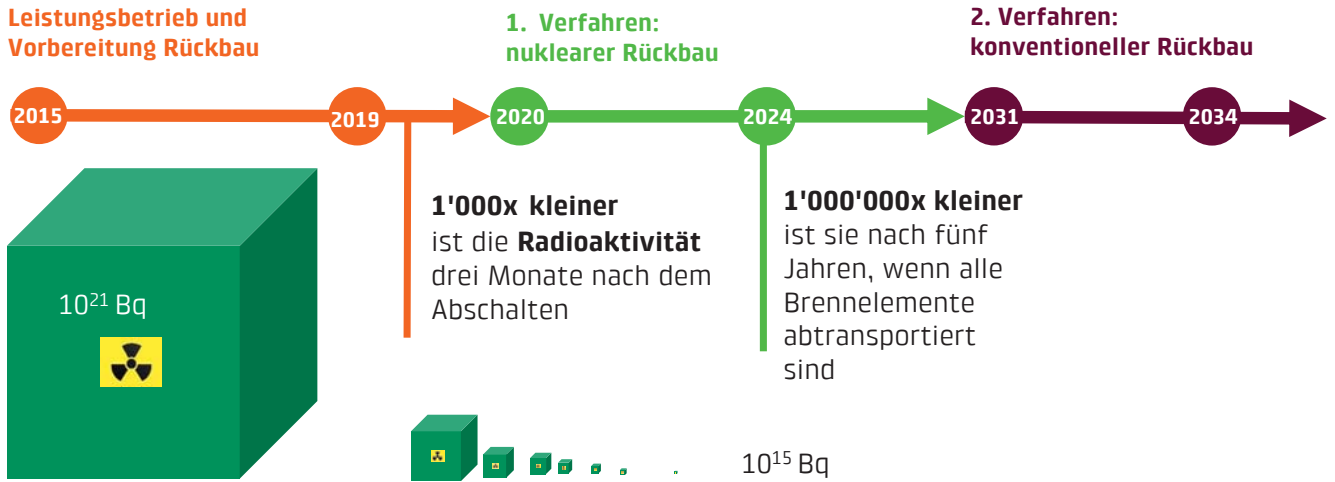 Leistungsbetrieb und
Vorbereitung Rückbau
1. Verfahren:
nuklearer Rückbau
2. Verfahren:
konventioneller Rückbau
2015
2019
2020
2024
2031
2034
1'000x kleiner
ist die Radioaktivität
drei Monate nach dem
Abschalten
1'000'000x kleiner
ist sie nach fünf
Jahren, wenn alle
Brennelemente
abtransportiert
sind
10²¹ Bq
10¹⁵ Bq